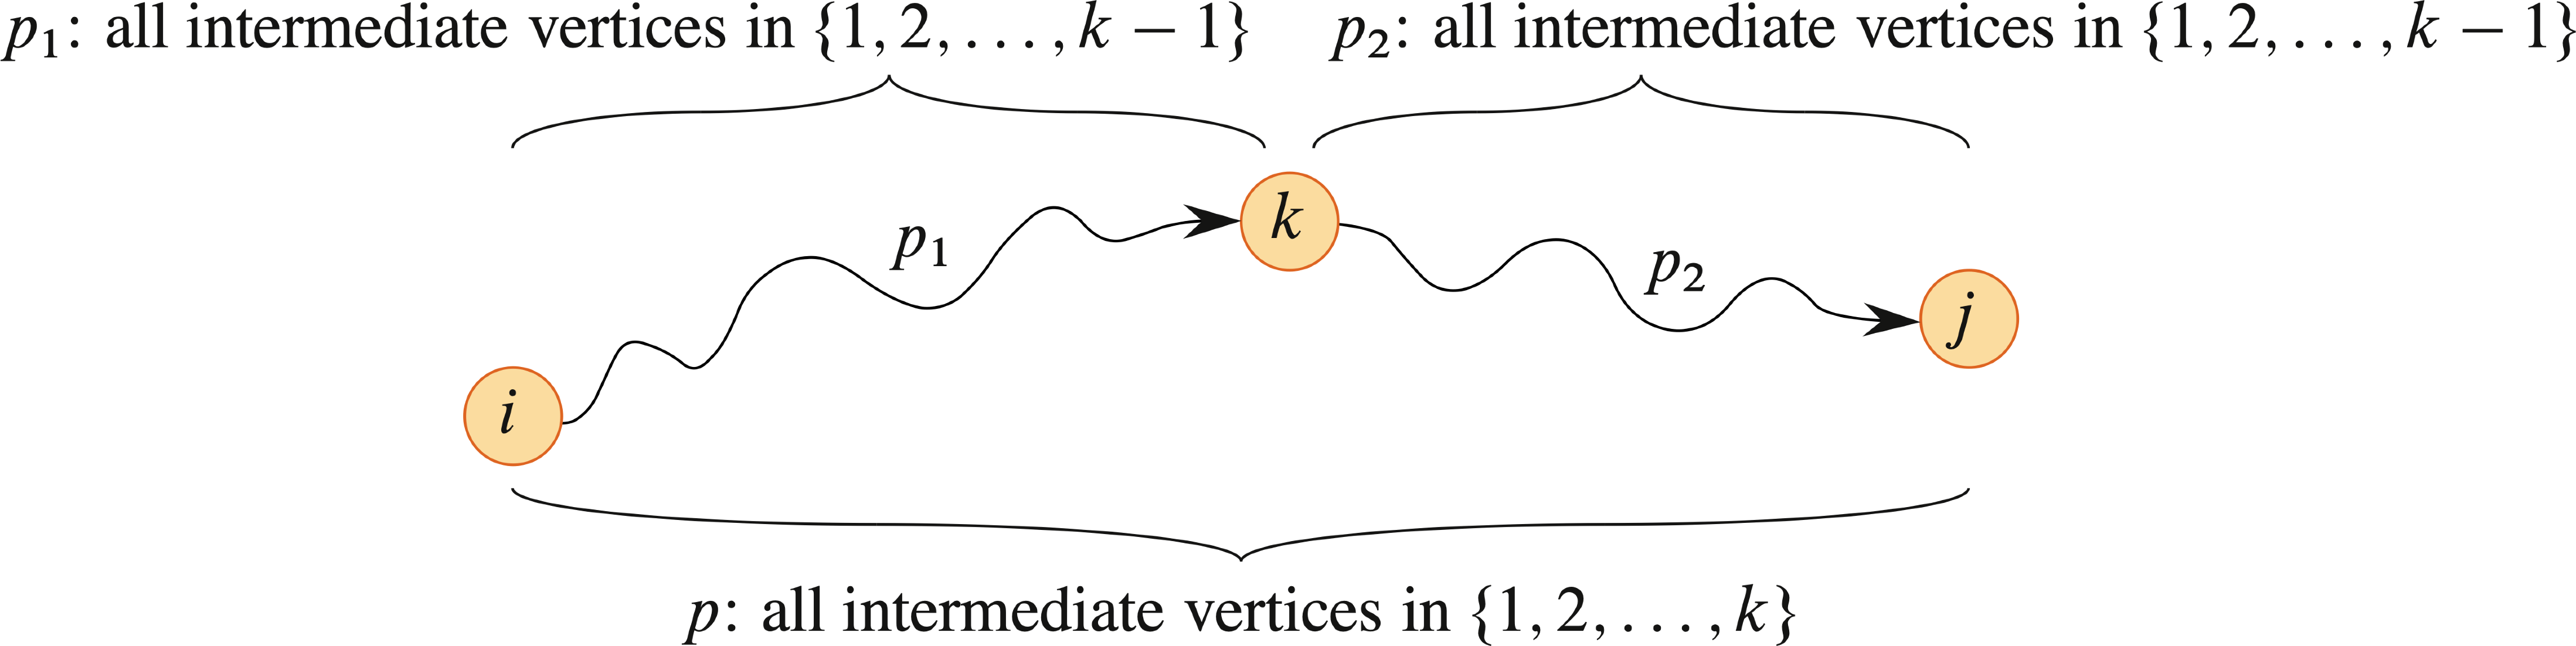 p₁: all intermediate vertices in {1, 2, . . . , k − 1}
p₂: all intermediate vertices in {1, 2, . . . , k − 1}
p₁
k
p₂
j
i
p: all intermediate vertices in {1, 2, . . . , k}